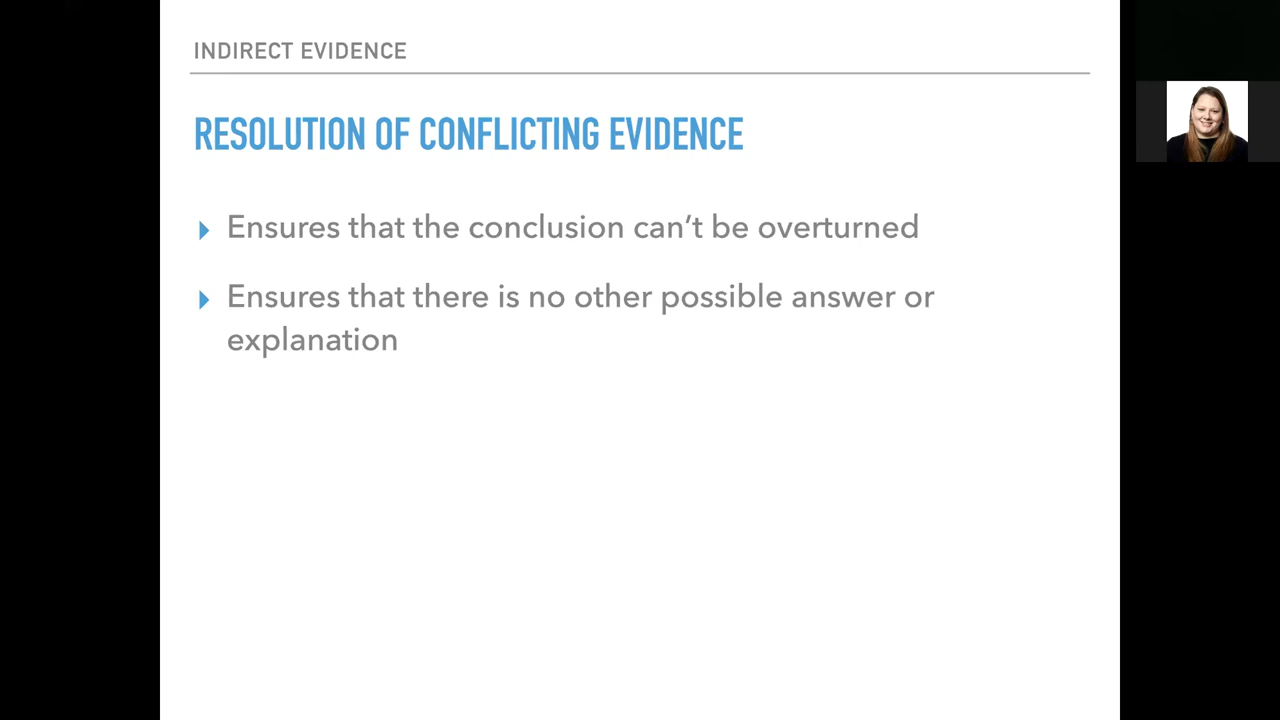 INDIRECT EVIDENCE
RESOLUTION OF CONFLICTING EVIDENCE
Ensures that the conclusion can’t be overturned
Ensures that there is no other possible answer or
explanation